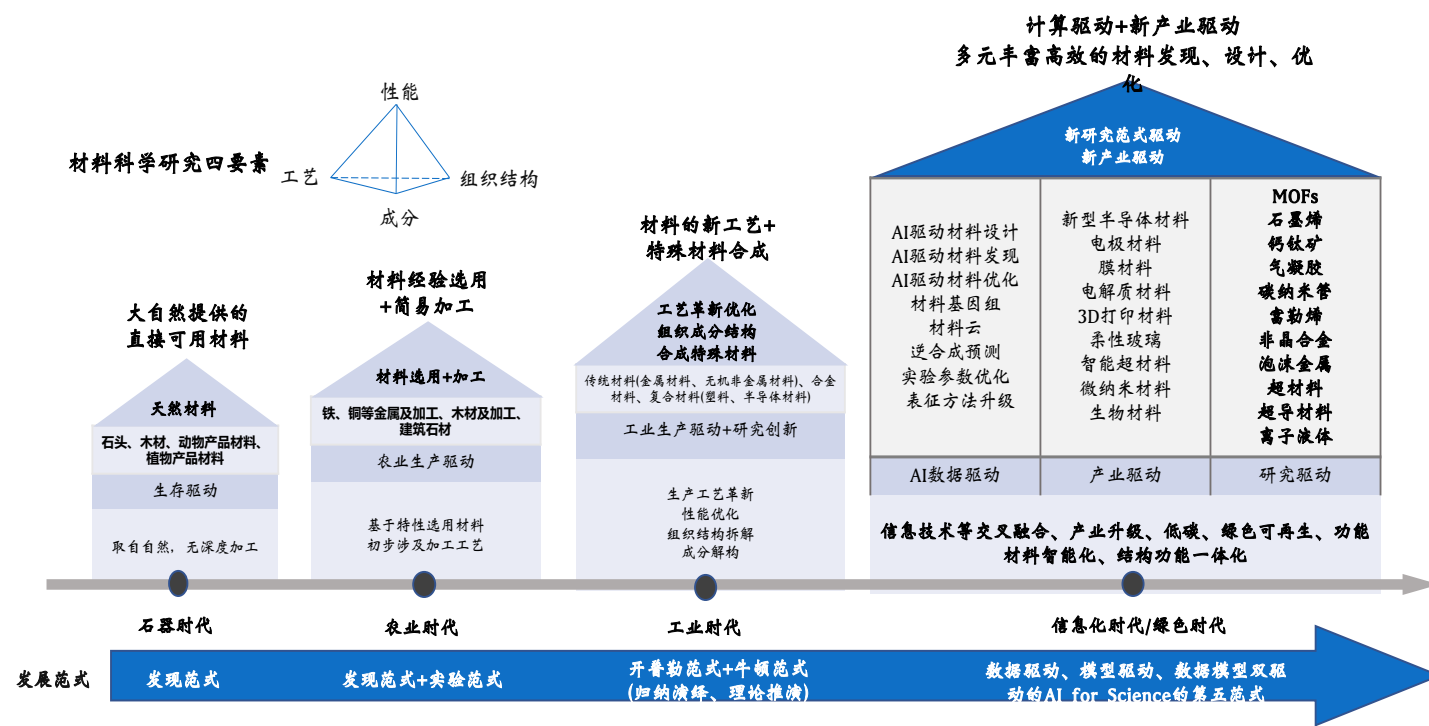 计算驱动+新产业驱动
多元丰富高效的材料发现、设计、优
化
性能
材料科学研究四要素
工艺
组织结构
成分
大自然提供的
直接可用材料
天然材料
石头、木材、动物产品材料、
植物产品材料
生存驱动
取自自然，无深度加工
材料经验选用
+简易加工
材料选用+加工
铁、铜等金属及加工、木材及加工、
建筑石材
农业生产驱动
基于特性选用材料
初步涉及加工工艺
材料的新工艺+
特殊材料合成
工艺革新优化
组织成分结构
合成特殊材料
传统材料(金属材料、无机非金属材料)、合金
材料、复合材料(塑料、半导体材料)
工业生产驱动+研究创新
生产工艺革新
性能优化
组织结构拆解
成分解构
新研究范式驱动
新产业驱动
AI驱动材料设计
AI驱动材料发现
AI驱动材料优化
材料基因组
材料云
逆合成预测
实验参数优化
表征方法升级
AI数据驱动
新型半导体材料
电极材料
膜材料
电解质材料
3D打印材料
柔性玻璃
智能超材料
微纳米材料
生物材料
产业驱动
MOFs
石墨烯
钙钛矿
气凝胶
碳纳米管
富勒烯
非晶合金
泡沫金属
超材料
超导材料
离子液体
研究驱动
信息技术等交叉融合、产业升级、低碳、绿色可再生、功能
材料智能化、结构功能一体化
石器时代
农业时代
工业时代
信息化时代/绿色时代
发展范式
发现范式
发现范式+实验范式
开普勒范式+牛顿范式
(归纳演绎、理论推演)
数据驱动、模型驱动、数据模型双驱
动的AI for Science的第五范式